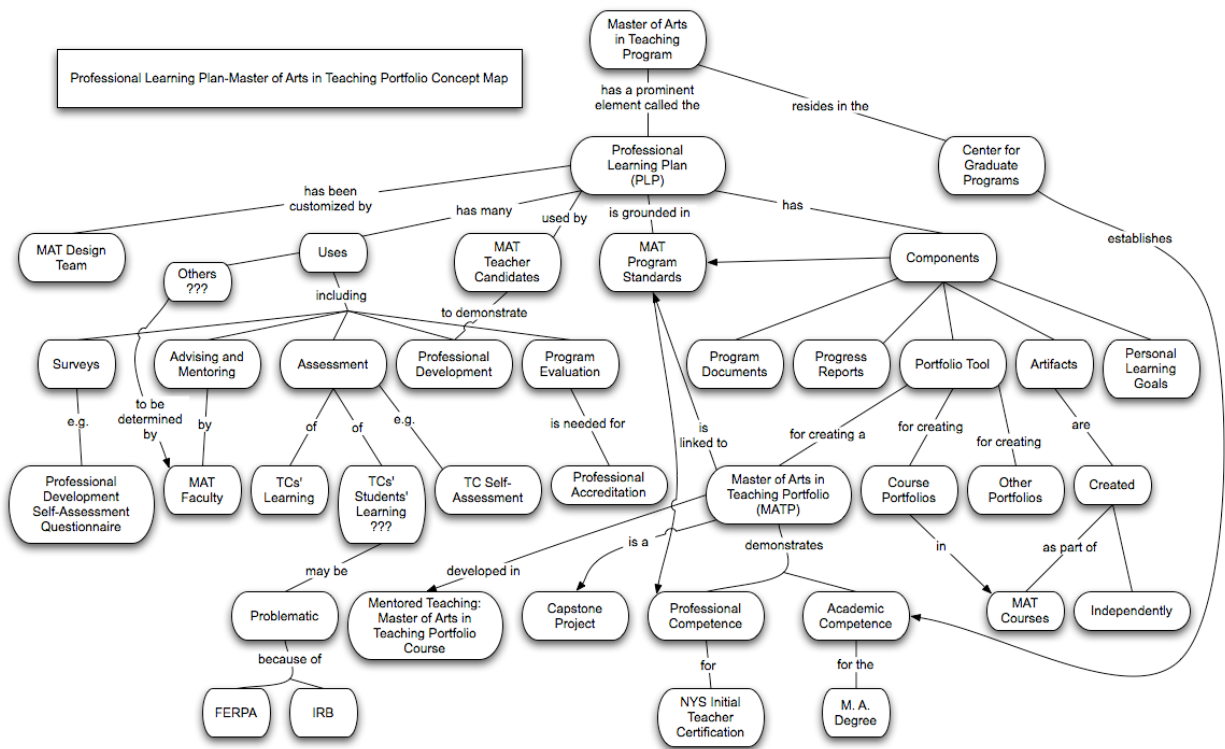 Master of Arts
in Teaching
Program
Professional Learning Plan-Master of Arts in Teaching Portfolio Concept Map
has a prominent
element called the
resides in the
Professional
Learning Plan
(PLP)
Center for
Graduate
Programs
has been
customized by
has many
used by
is grounded in
has
establishes
MAT Design
Team
Uses
MAT
Teacher
Candidates
MAT
Program
Standards
Components
Others
???
including
to demonstrate
Surveys
Advising and
Mentoring
Assessment
Professional
Development
Program
Evaluation
Program
Documents
Progress
Reports
Portfolio Tool
Artifacts
Personal
Learning
Goals
e.g.
to be
determined
by
by
of
of
e.g.
is needed for
is
linked to
for creating a
for creating
for creating
are
Professional
Development
Self-Assessment
Questionnaire
MAT
Faculty
TCs'
Learning
TCs'
Students'
Learning
???
TC Self-
Assessment
Professional
Accreditation
Master of Arts in
Teaching Portfolio
(MATP)
Course
Portfolios
Other
Portfolios
Created
may be
developed in
is a
demonstrates
in
as part of
Problematic
Mentored Teaching:
Master of Arts in
Teaching Portfolio
Course
Capstone
Project
Professional
Competence
Academic
Competence
MAT
Courses
Independently
because of
for
for the
FERPA
IRB
NYS Initial
Teacher
Certification
M. A.
Degree